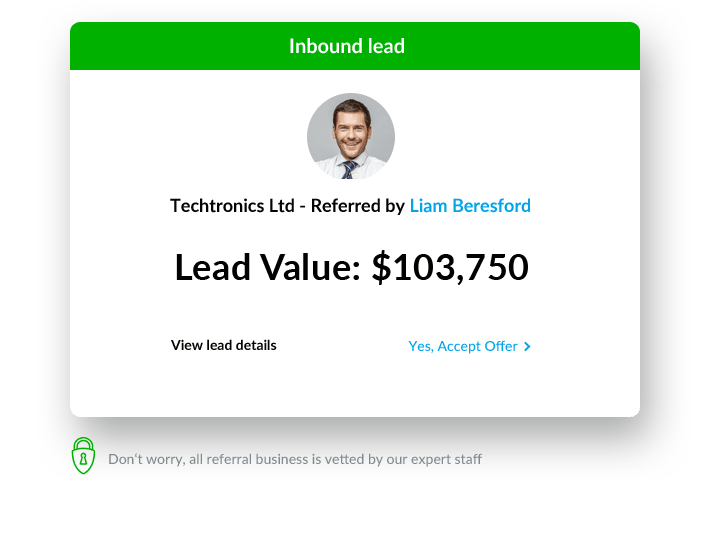 Inbound lead
Techtronics Ltd - Referred by Liam Beresford
Lead Value: $103,750
View lead details
Yes, Accept Offer
Don‘t worry, all referral business is vetted by our expert staff